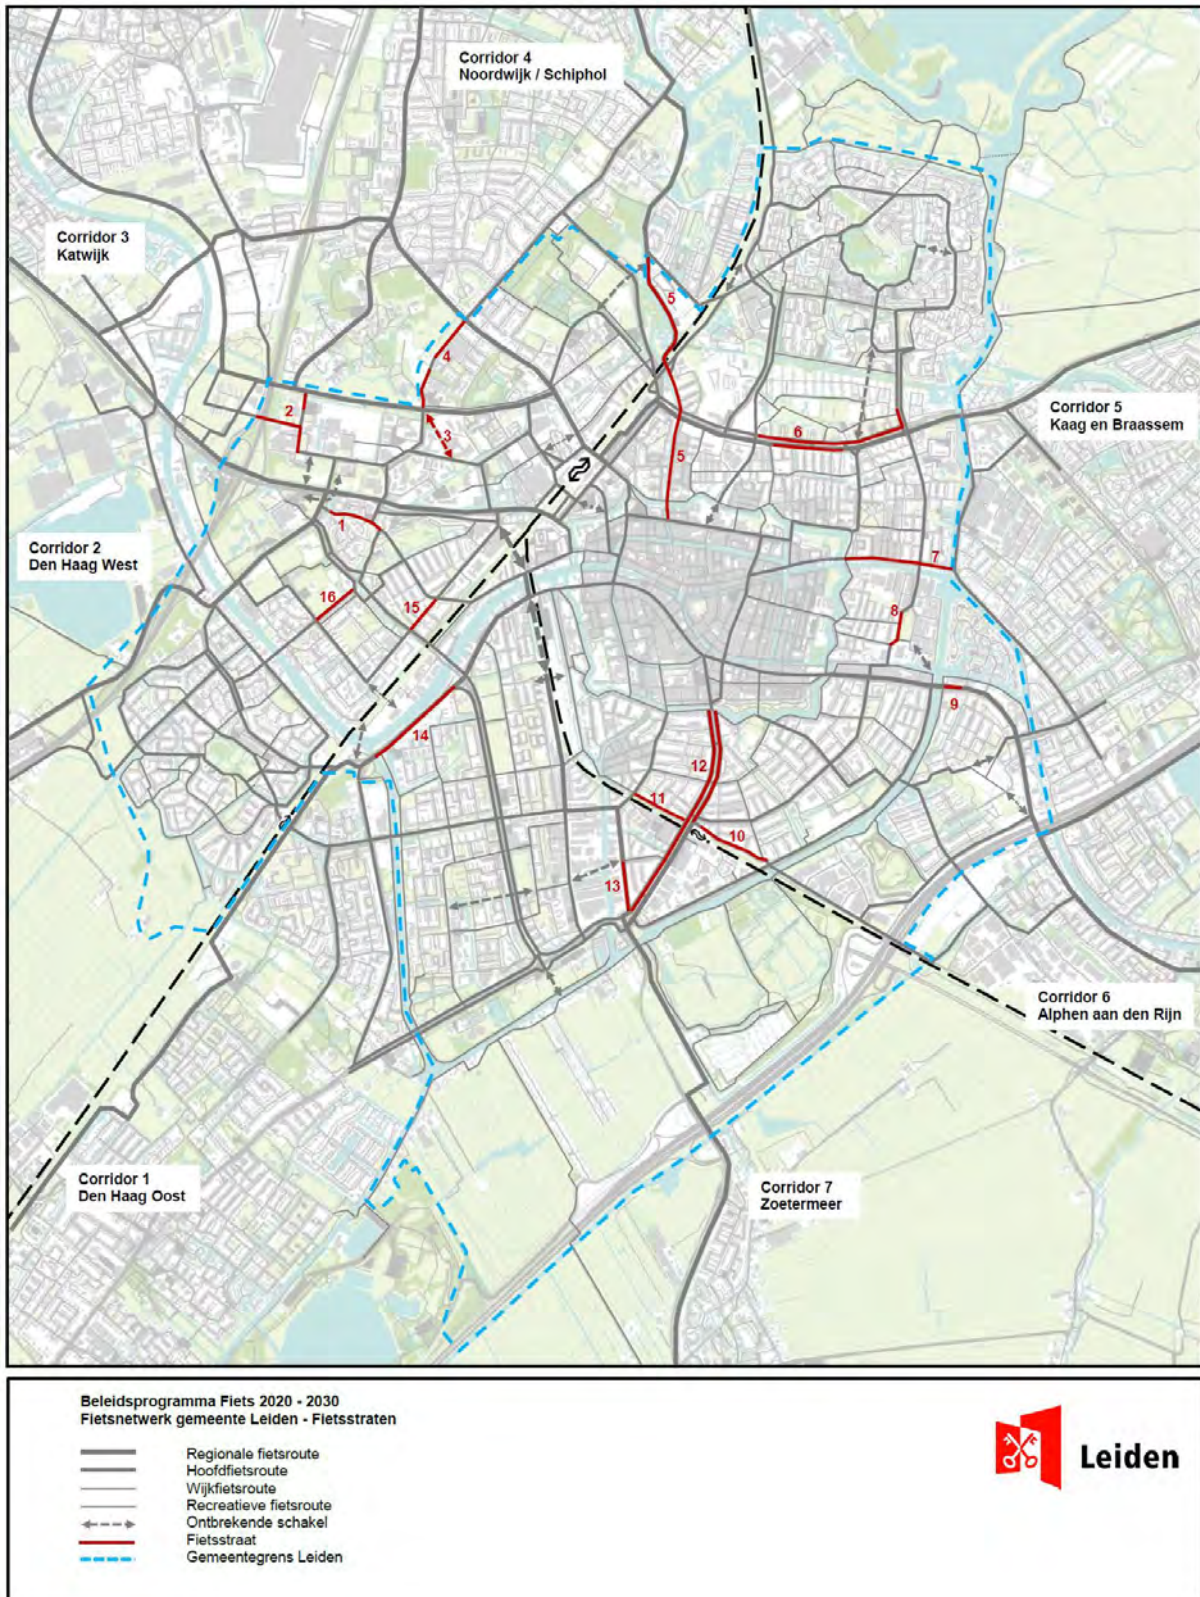 Corridor 4
Noordwijk / Schiphol
Corridor 3
Katwijk
5
4
2
3
Corridor 5
Kaag en Braassem
6
5
1
Corridor 2
Den Haag West
7
16
15
8
9
14
12
11
10
13
Corridor 6
Alphen aan den Rijn
Corridor 1
Den Haag Oost
Corridor 7
Zoetermeer
Beleidsprogramma Fiets 2020 - 2030
Fietsnetwerk gemeente Leiden - Fietsstraten
Regionale fietsroute
Hoofdfietsroute
Wijkfietsroute
Recreatieve fietsroute
Ontbrekende schakel
Fietsstraat
Gemeentegrens Leiden
Leiden